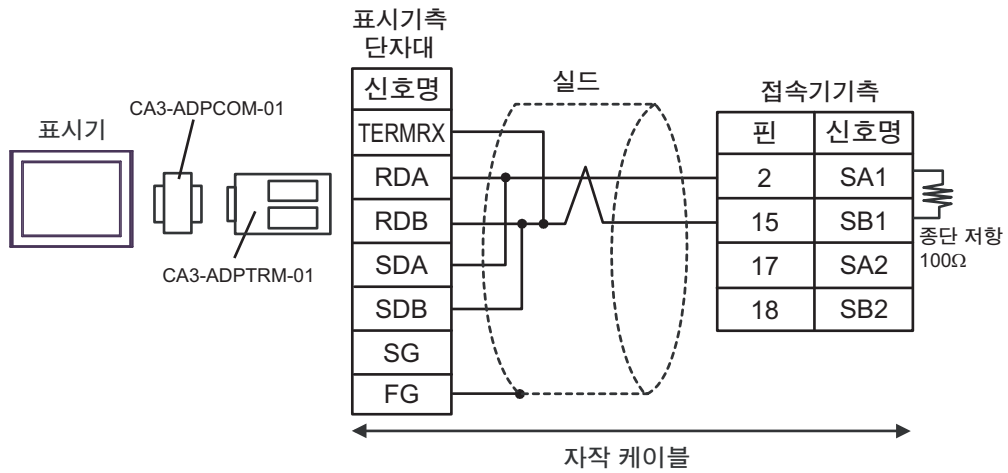 표시기
CA3-ADPCOM-01
CA3-ADPTRM-01
표시기측
단자대
신호명
TERMRX
RDA
RDB
SDA
SDB
SG
FG
실드
접속기기측
핀 신호명
2 SA1
15 SB1
17 SA2
18 SB2
종단 저항
100Ω
자작 케이블